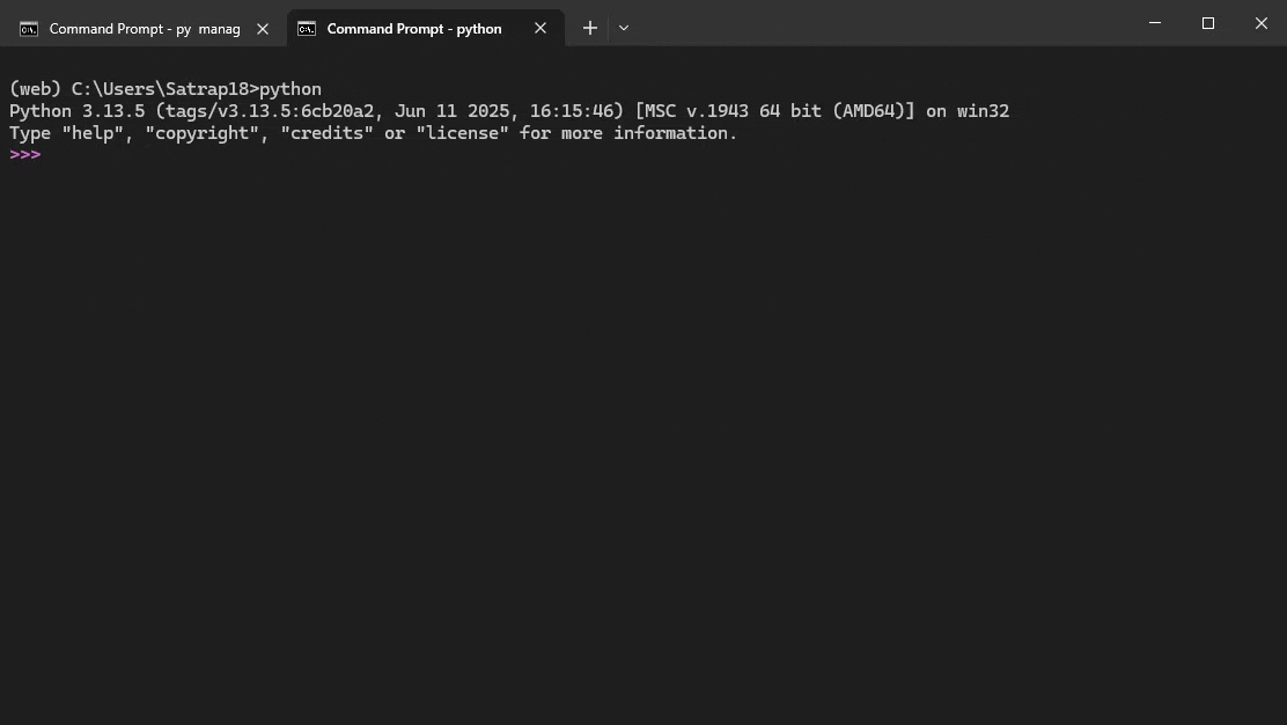 Command Prompt - py  manag
Command Prompt - python
(web) C:\Users\Satrap18>python
Python 3.13.5 (tags/v3.13.5:6cb20a2, Jun 11 2025, 16:15:46) [MSC v.1943 64 bit (AMD64)] on win32
Type "help", "copyright", "credits" or "license" for more information.
>>>